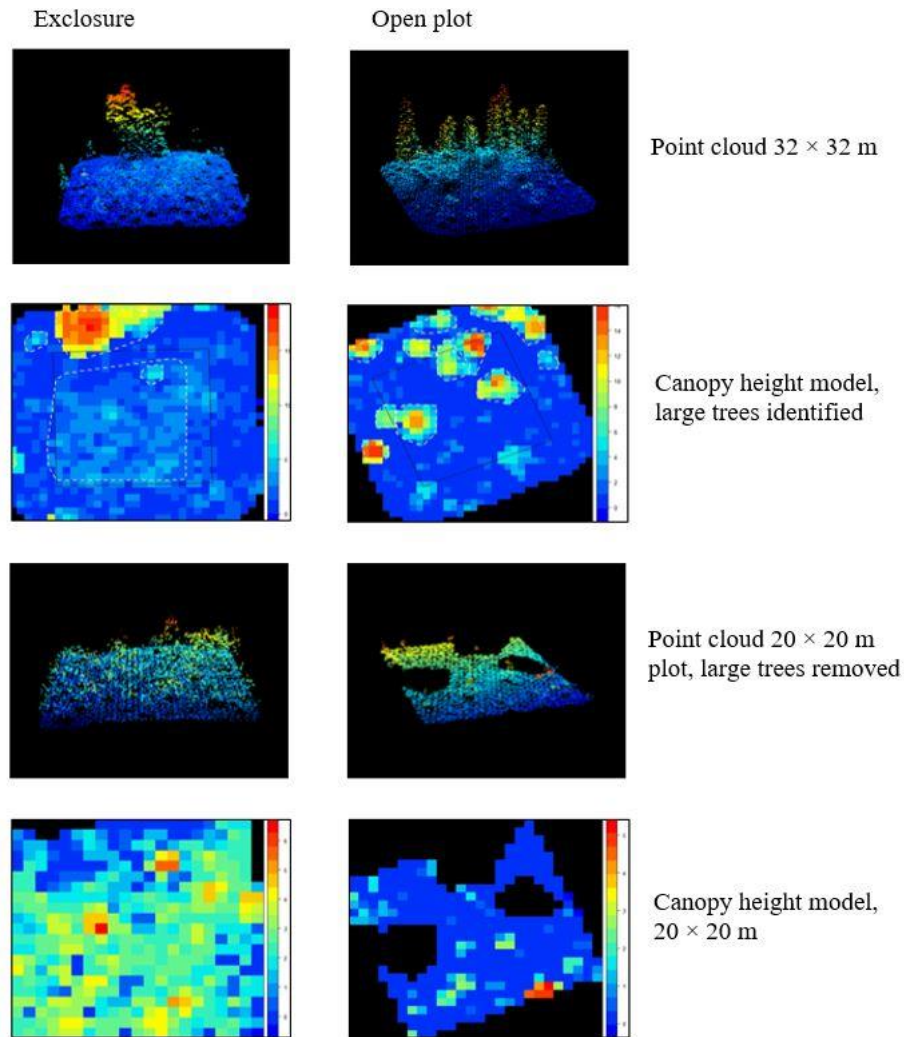 Exclosure
Open plot
Point cloud 32 × 32 m
Canopy height model,
large trees identified
Point cloud 20 × 20 m
plot, large trees removed
Canopy height model,
20 × 20 m